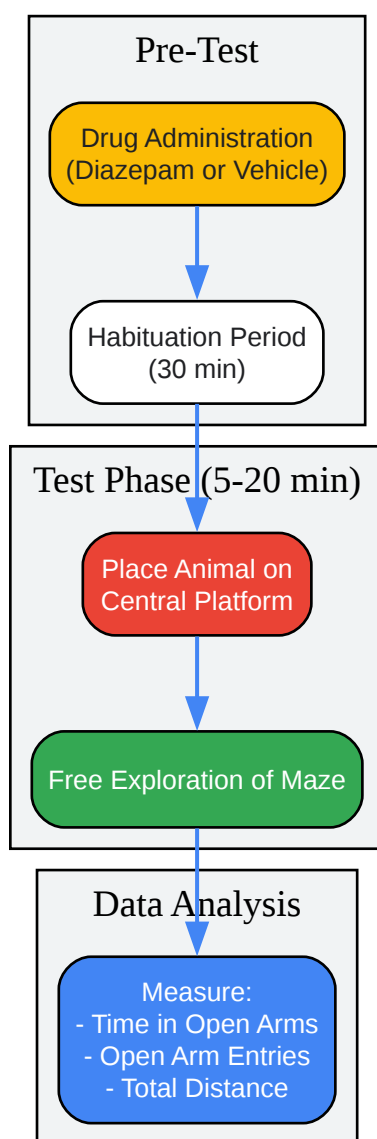 Pre-Test
Drug Administration
(Diazepam or Vehicle)
Habituation Period
(30 min)
Test Phase (5-20 min)
Place Animal on
Central Platform
Free Exploration of Maze
Data Analysis
Measure:
- Time in Open Arms
- Open Arm Entries
- Total Distance